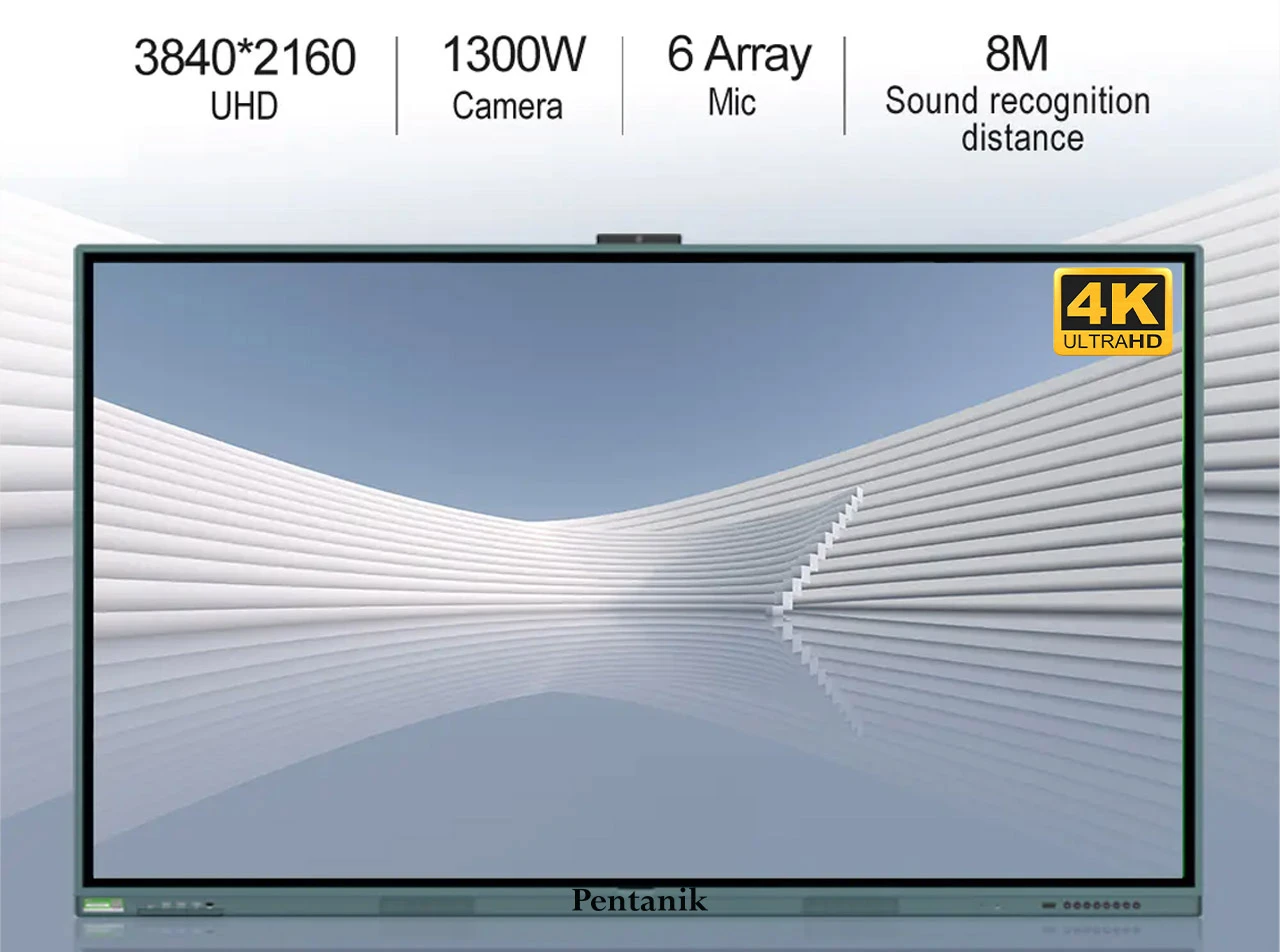 3840*2160
UHD
1300W
Camera
6 Array
Mic
8M
Sound recognition
distance
4K
ULTRAHD
Pentanik